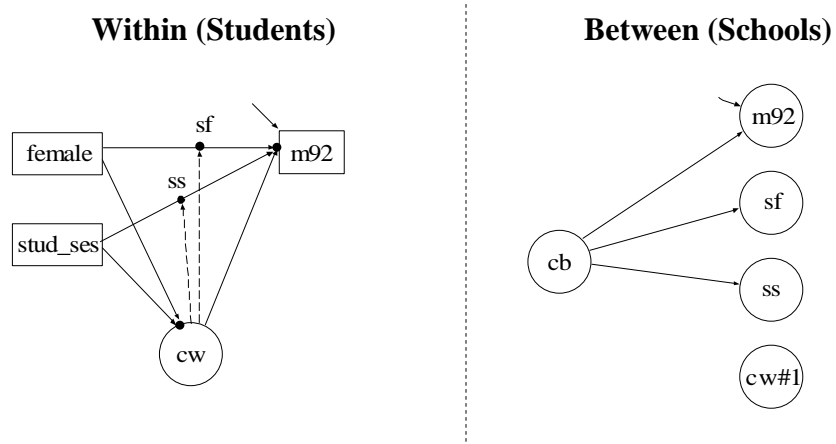 Within (Students)
Between (Schools)
female
stud_ses
sf
ss
m92
cw
cb
m92
sf
ss
cw#1